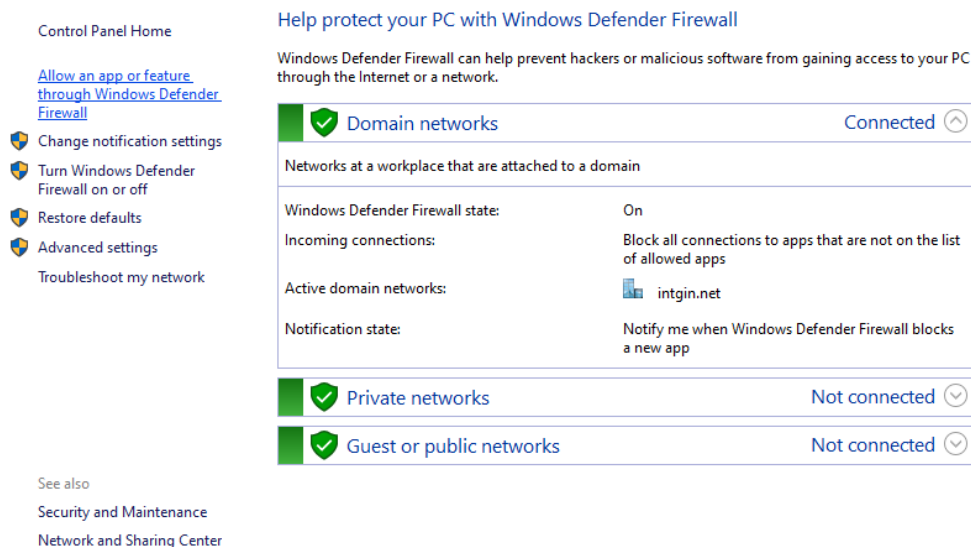 Control Panel Home
Allow an app or feature
through Windows Defender
Firewall
Change notification settings
Turn Windows Defender
Firewall on or off
Restore defaults
Advanced settings
Troubleshoot my network
See also
Security and Maintenance
Network and Sharing Center
Help protect your PC with Windows Defender Firewall
Windows Defender Firewall can help prevent hackers or malicious software from gaining access to your PC
through the Internet or a network.
Domain networks Connected
Networks at a workplace that are attached to a domain
Windows Defender Firewall state: On
Incoming connections: Block all connections to apps that are not on the list
of allowed apps
Active domain networks: intgin.net
Notification state: Notify me when Windows Defender Firewall blocks
a new app
Private networks Not connected
Guest or public networks Not connected